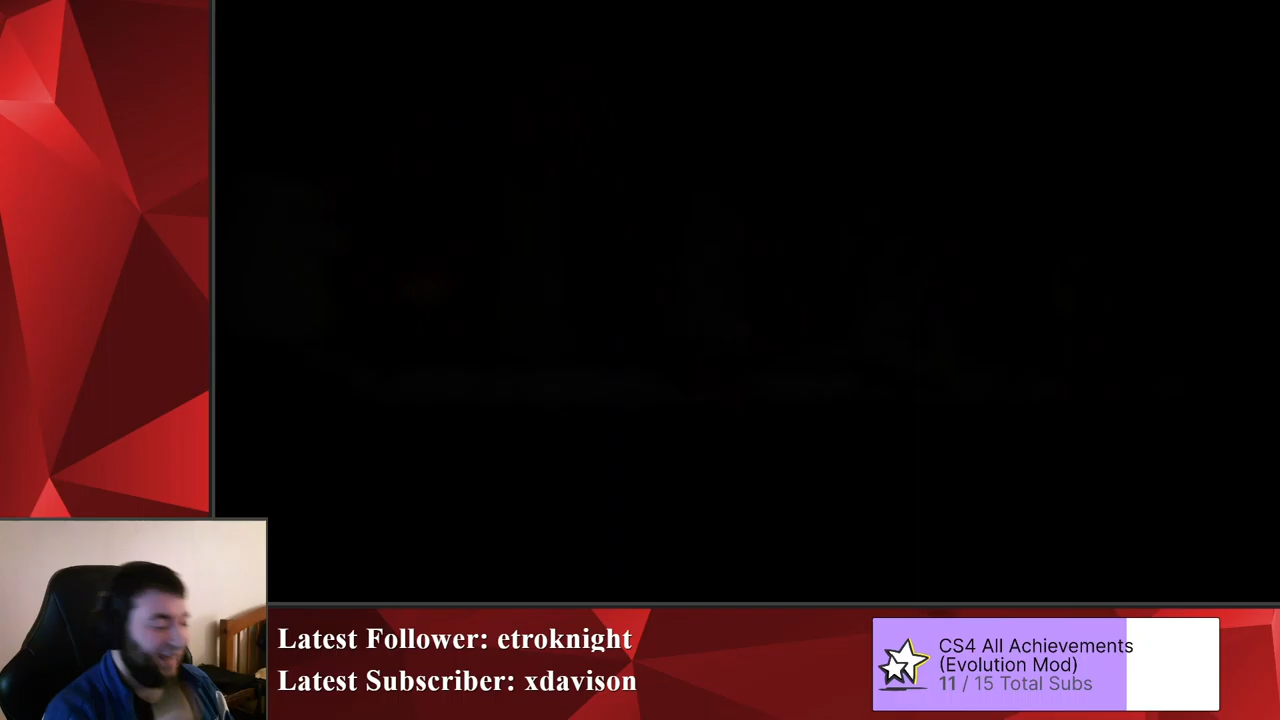 Latest Follower: etroknight
Latest Subscriber: xdavison
CS4 All Achievements
(Evolution Mod)
11 / 15 Total Subs